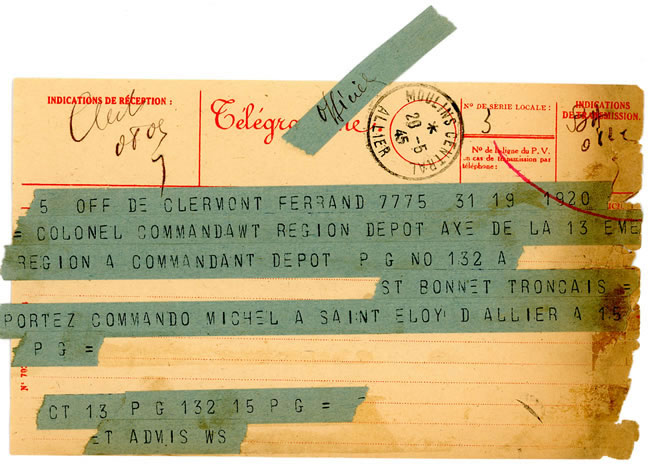 INDICATIONS DE RÉCEPTION :
0809
Télégramme
Officiel
MOULINS CENTRAL
20-5
45
ALLIER
*
N° DE SÉRIE LOCALE :
3
N° de la ligne du P. V.
en cas de transmission par
téléphone :
INDICATIONS
DE TRANSMISSION.
5 OFF DE CLERMONT FERRAND 7775 31 19 1920
= COLONEL COMMANDAWT REGION DEPOT AXE DE LA 13 EME
REGION A COMMANDANT DEPOT P G NO 132 A
ST BONNET TRONCAIS =
PORTEZ COMMANDO MICHEL A SAINT ELOY D ALLIER A 15
P G =
CT 13 P G 132 15 P G =
ET ADMIS WS